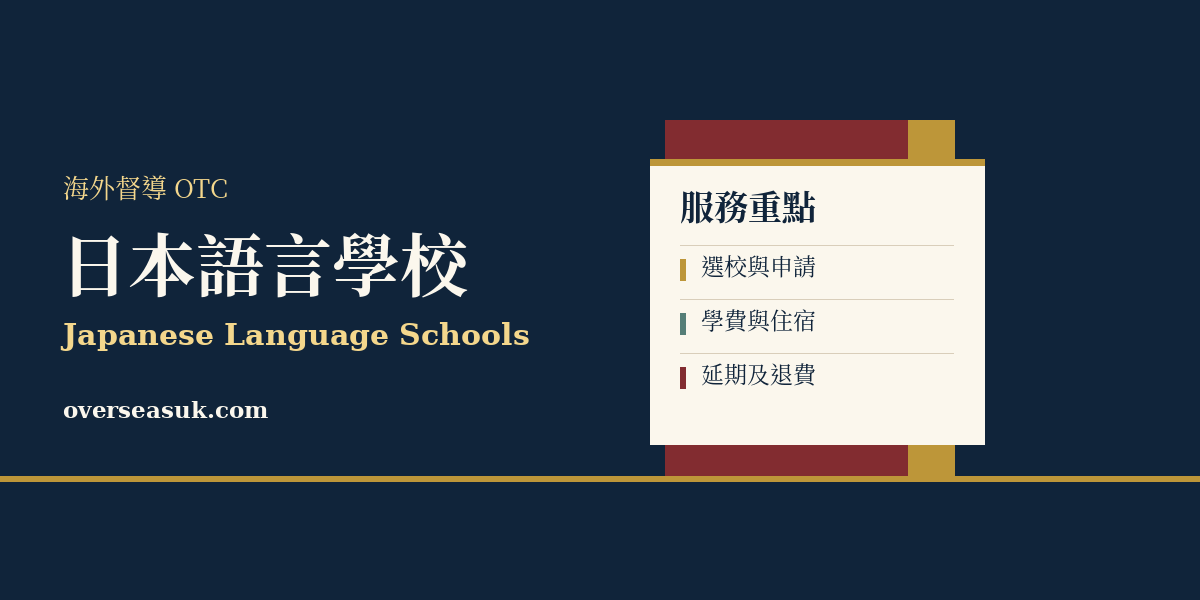 海外督導 OTC
日本語言學校
Japanese Language Schools
overseasuk.com
服務重點
選校與申請
學費與住宿
延期及退費